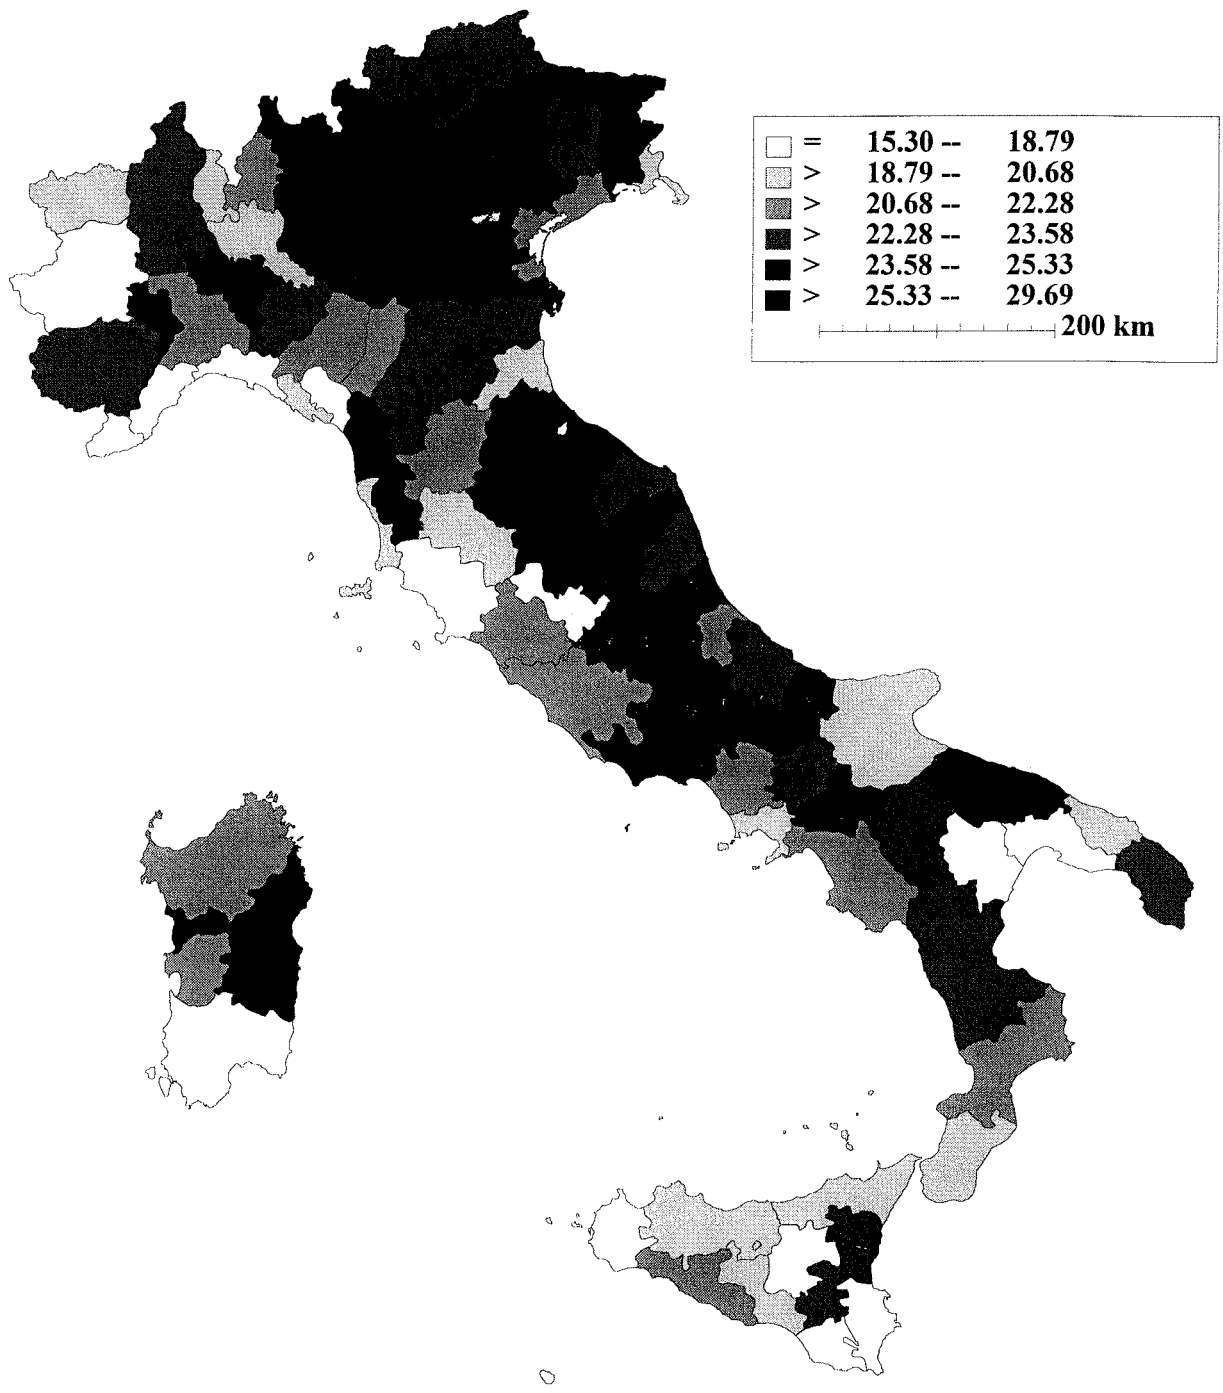 = 15.30 -- 18.79
> 18.79 -- 20.68
> 20.68 -- 22.28
> 22.28 -- 23.58
> 23.58 -- 25.33
> 25.33 -- 29.69
200 km